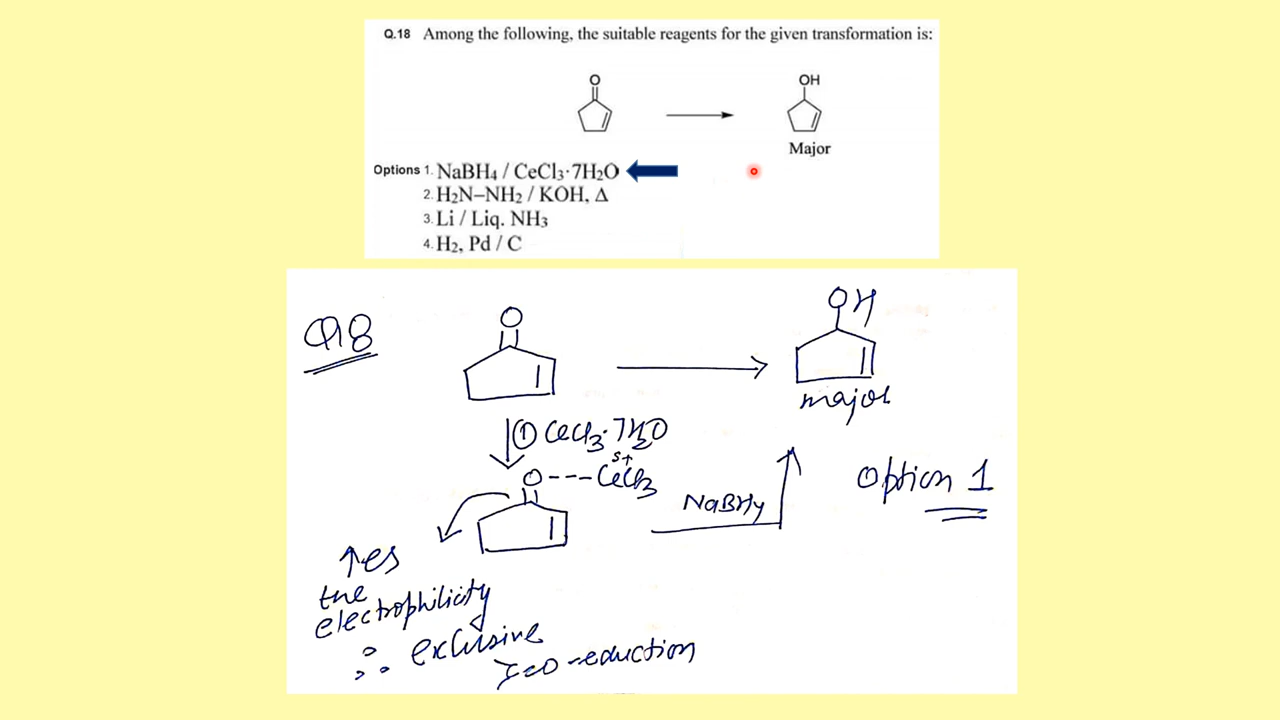 Q.18 Among the following, the suitable reagents for the given transformation is:
O
OH
Major
Options 1. NaBH₄ / CeCl₃·7H₂O
2. H₂N–NH₂ / KOH, Δ
3. Li / Liq. NH₃
4. H₂, Pd / C
Q18
O
OH
major
① CeCl₃·7H₂O
δ+
O---CeCl₃
NaBH₄
Option 1
↑es
the
electrophilicity
∴ exclusive
>=O reduction